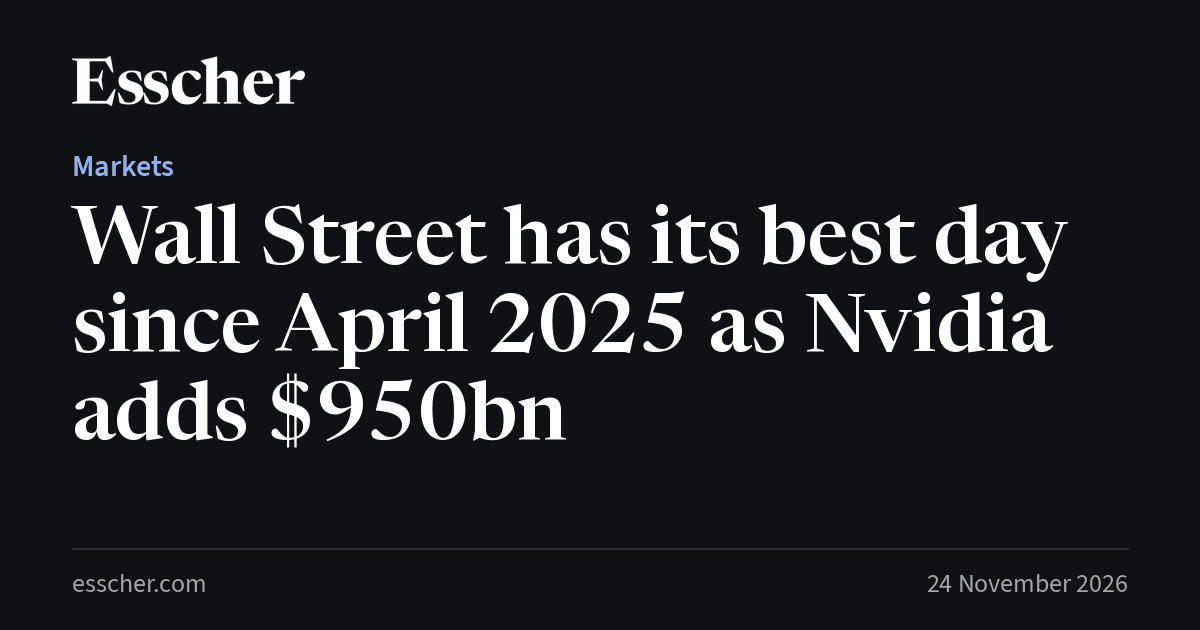 Esscher
Markets
Wall Street has its best day
since April 2025 as Nvidia
adds $950bn
esscher.com
24 November 2026